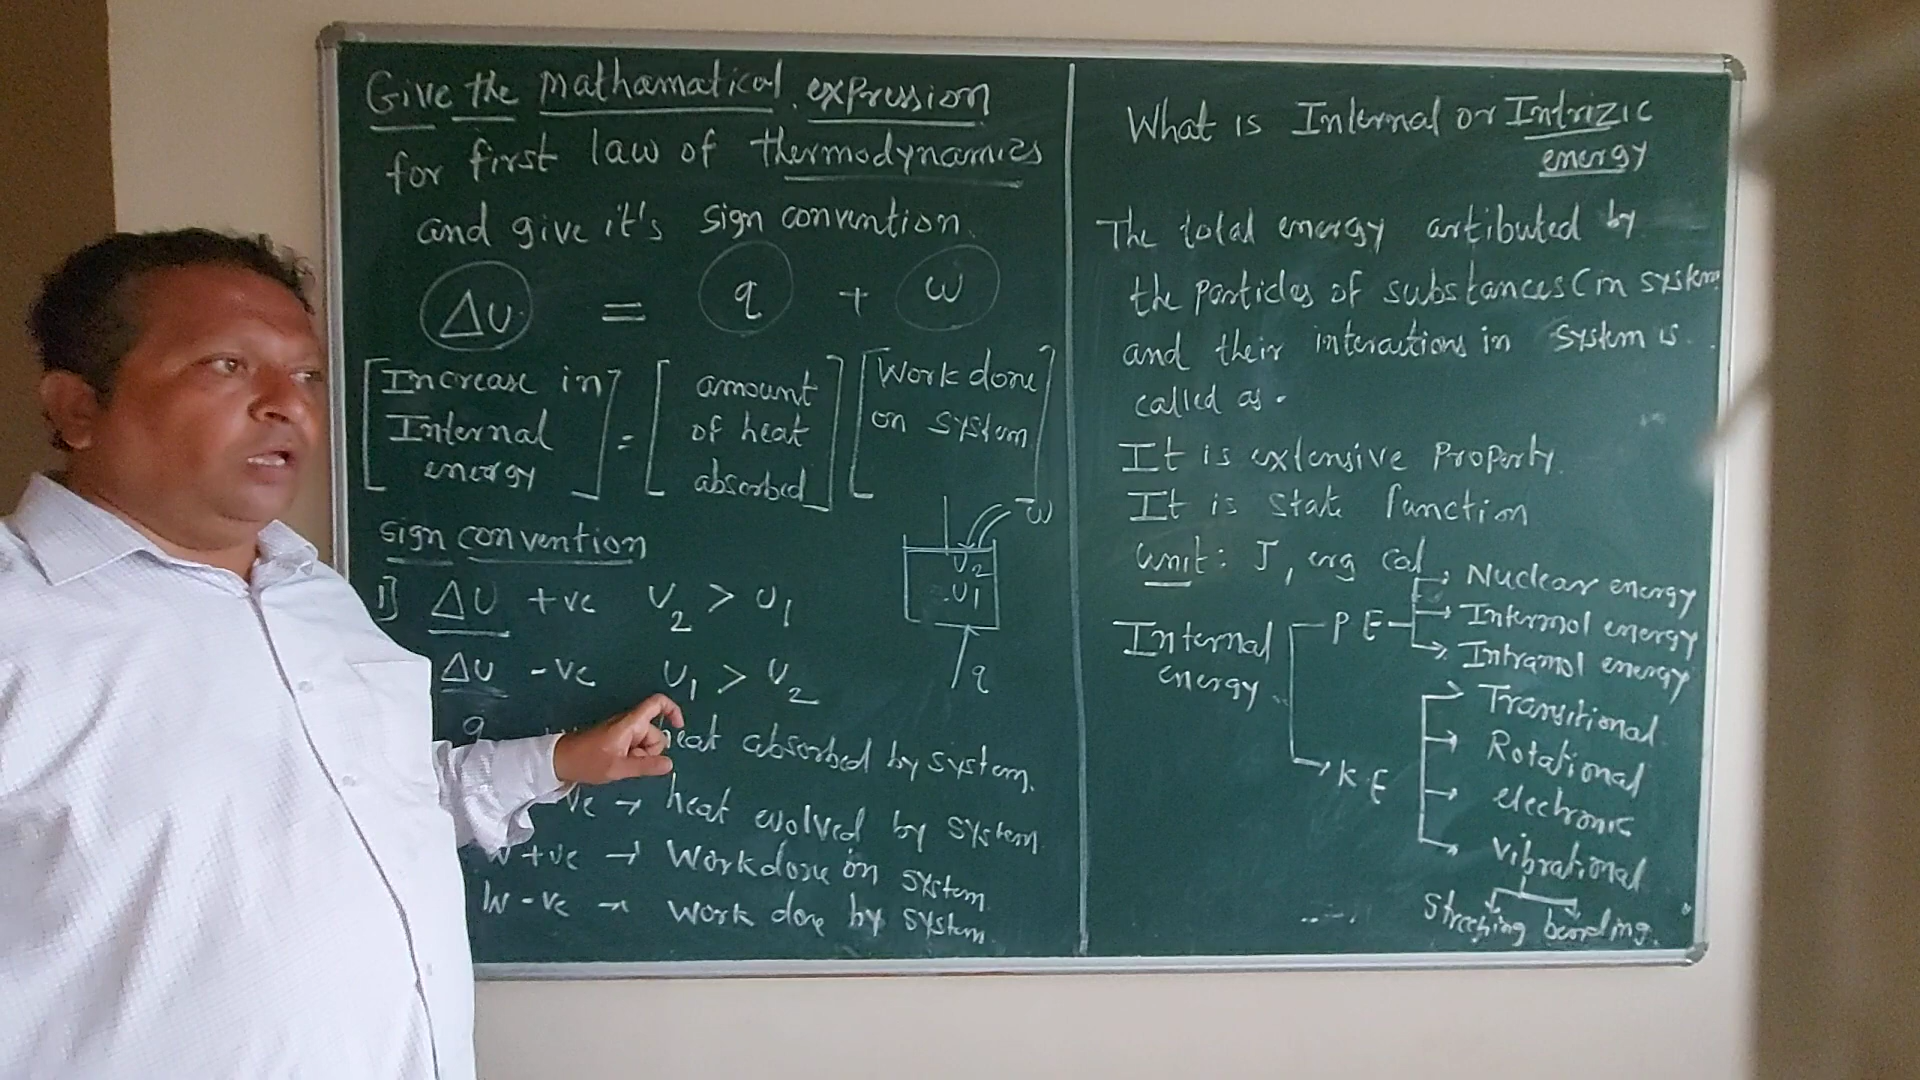 Give the mathamatical expression
for first law of thermodynamics
and give it's sign convention.
ΔU = q + w
[Increase in Internal energy] = [amount of heat absorbed] [Work done on system]
sign convention
1] ΔU +ve U2 > U1
ΔU -ve U1 > U2
q heat absorbed by system.
ve → heat evolved by system
W +ve → Work done on system
W -ve → Work done by system
-w
U2
U1
q
What is Internal or Intrizic
energy
The total energy artibuted by
the particles of substances (in system
and their interactions in system is
called as.
It is extensive Property.
It is state function
unit: J, erg cal
Internal
energy
P E
Nuclear energy
Intermol energy
Intramol energy
K E
Transitional
Rotational
electronic
Vibrational
Streching bending.